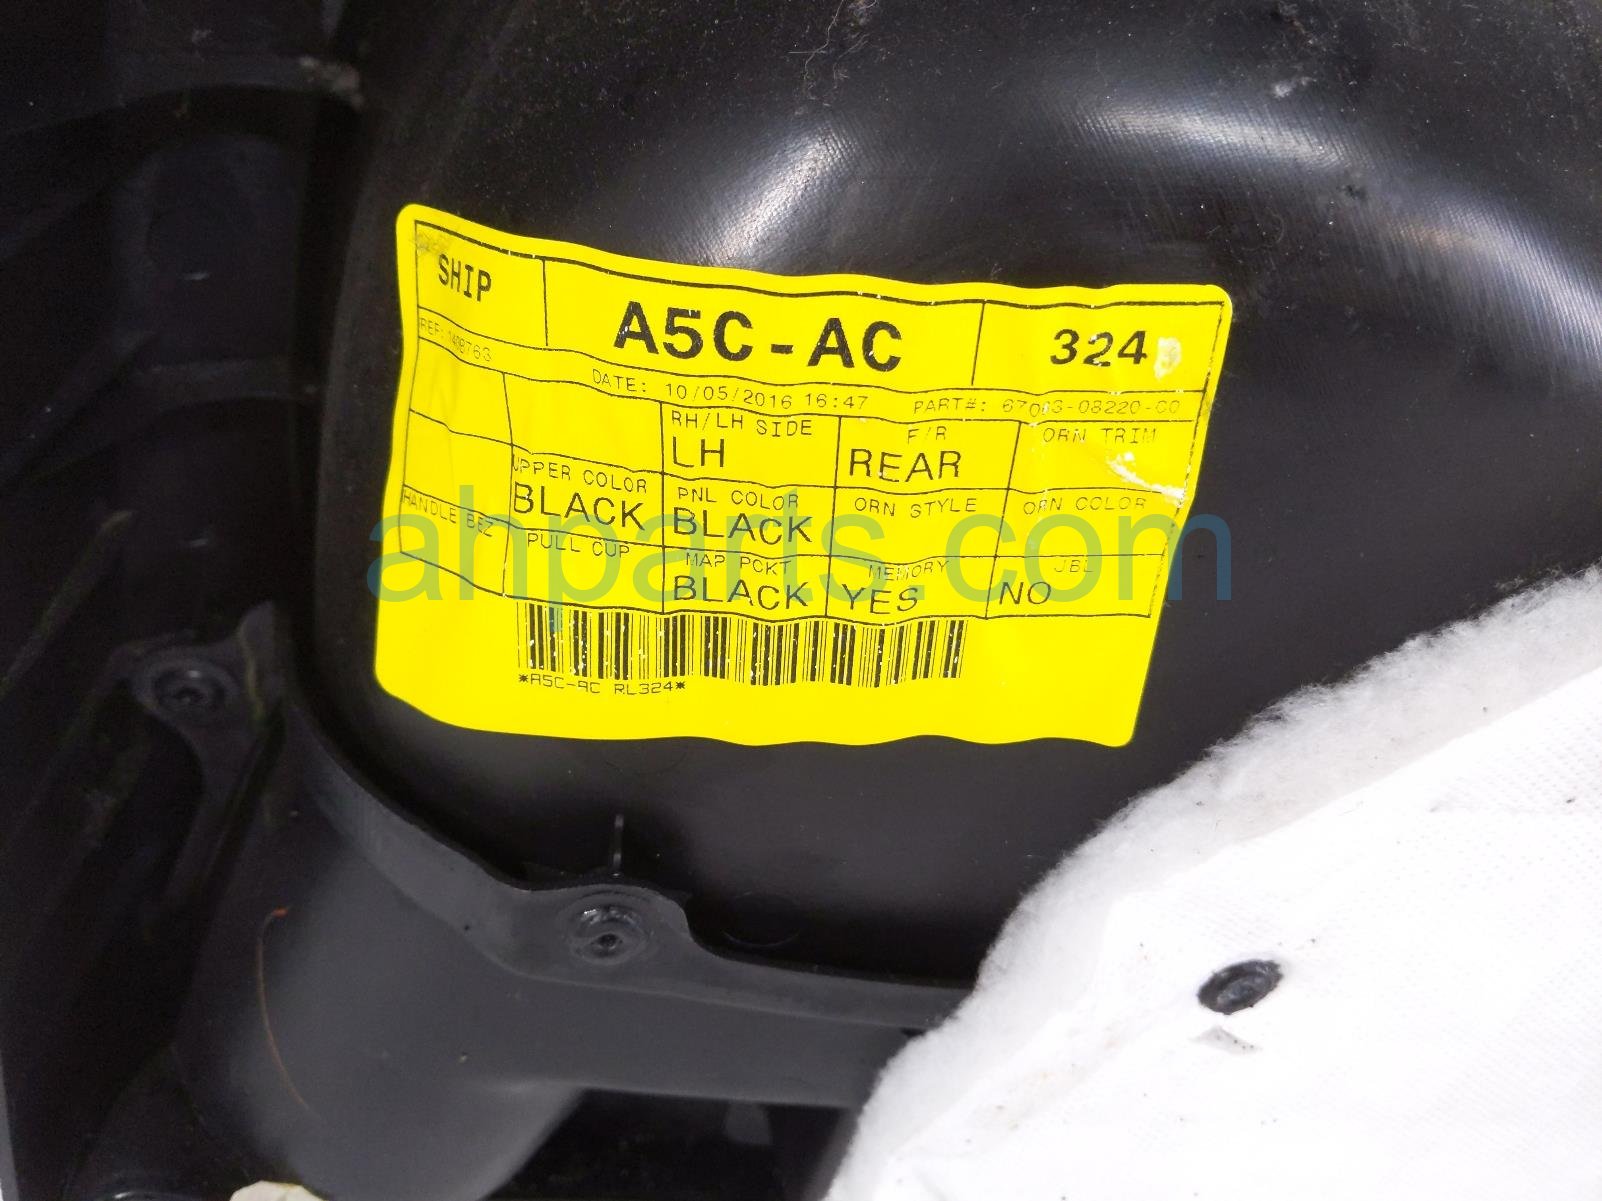 SHIP A5C-AC 324
REF: 1409763
DATE: 10/05/2016 16:47 PART#:
RH/LH SIDE F/R ORN TRIM
LH REAR
UPPER COLOR PNL COLOR ORN STYLE ORN COLOR
BLACK BLACK
HANDLE BEZ PULL CUP MAP PCKT MEMORY JBL
BLACK YES NO
*A5C-AC RL324*
ahparts.com